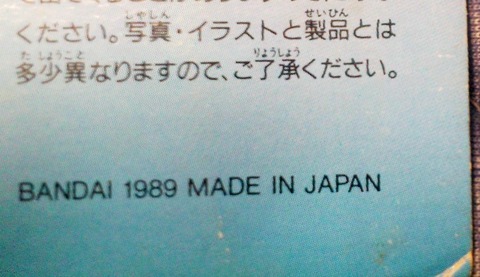 ください。写真・イラストと製品とは
多少異なりますので、ご了承ください。
BANDAI 1989 MADE IN JAPAN